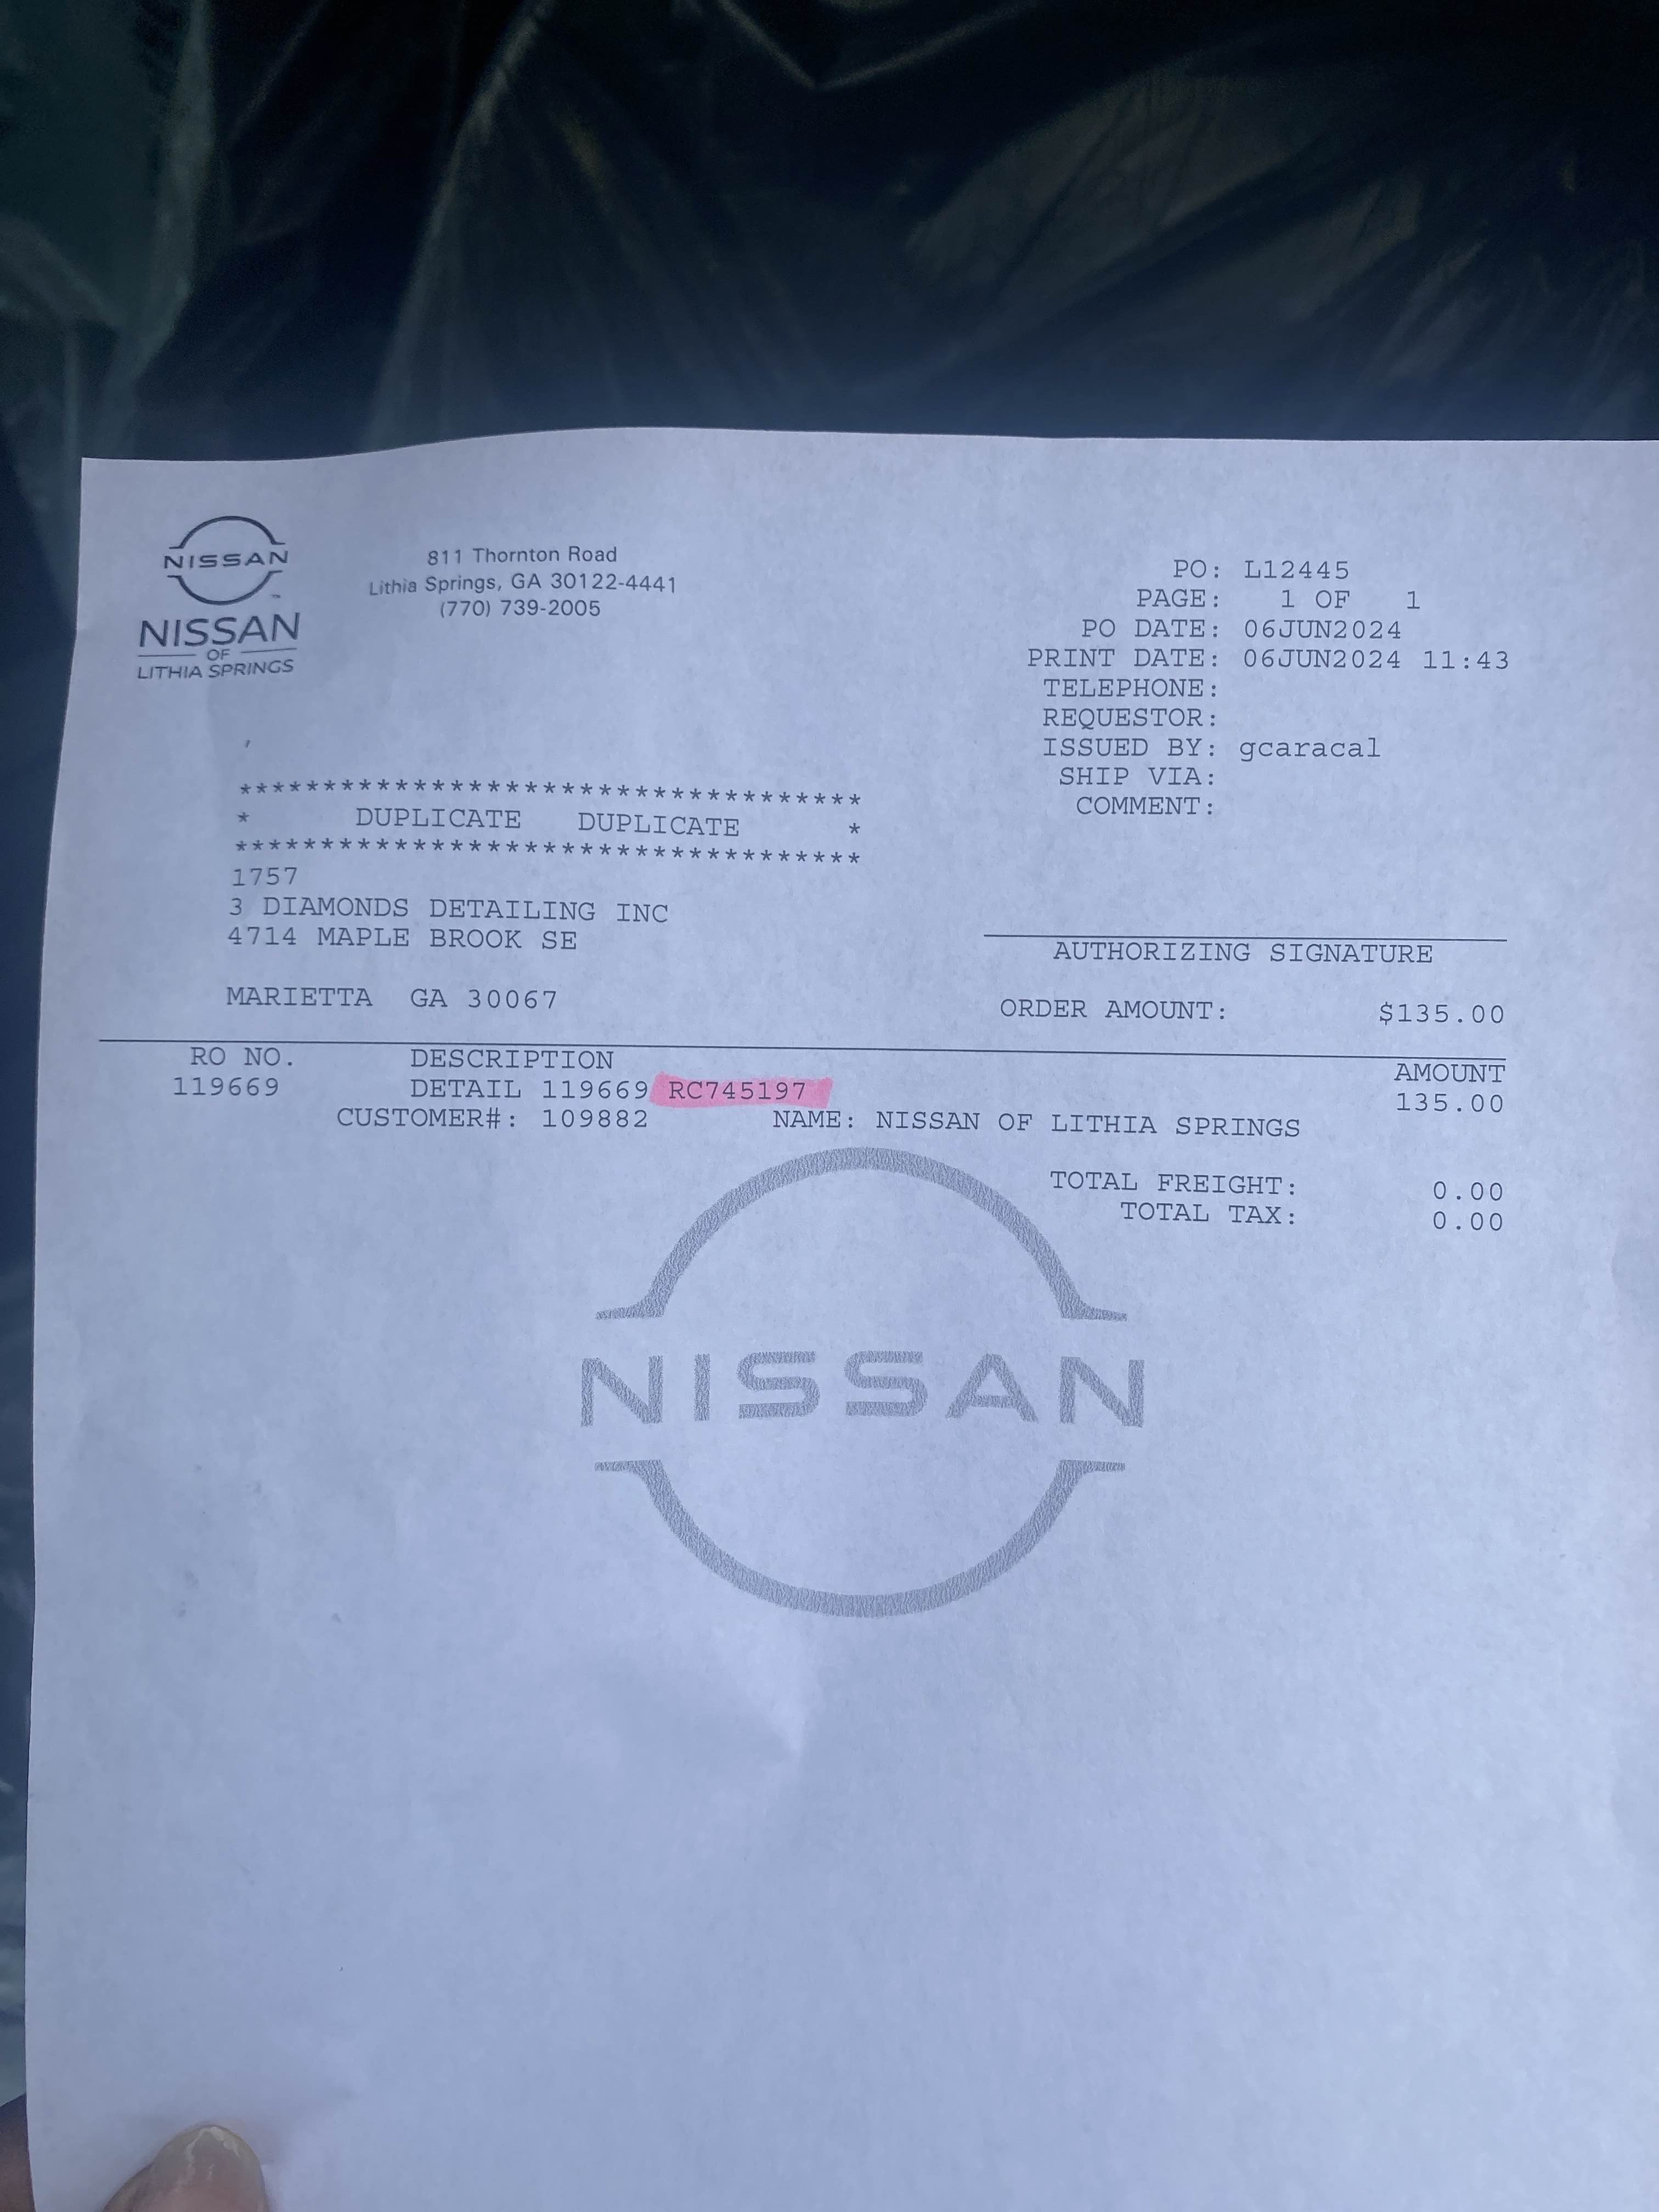 NISSAN
NISSAN
OF
LITHIA SPRINGS
811 Thornton Road
Lithia Springs, GA 30122-4441
(770) 739-2005
PO: L12445
PAGE: 1 OF 1
PO DATE: 06JUN2024
PRINT DATE: 06JUN2024 11:43
TELEPHONE:
REQUESTOR:
ISSUED BY: gcaracal
SHIP VIA:
COMMENT:
,
*************************************
* DUPLICATE DUPLICATE *
*************************************
1757
3 DIAMONDS DETAILING INC
4714 MAPLE BROOK SE
MARIETTA GA 30067
AUTHORIZING SIGNATURE
ORDER AMOUNT: $135.00
RO NO. DESCRIPTION AMOUNT
119669 DETAIL 119669 RC745197 135.00
CUSTOMER#: 109882 NAME: NISSAN OF LITHIA SPRINGS
TOTAL FREIGHT: 0.00
TOTAL TAX: 0.00
NISSAN